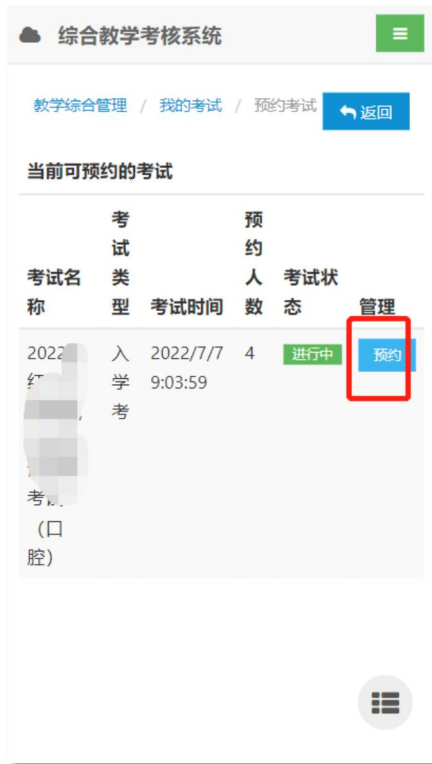 综合教学考核系统
教学综合管理 / 我的考试 / 预约考试 返回
当前可预约的考试
考试名称 考试类型 考试时间 预约人数 考试状态 管理
2022 入学考 2022/7/7 9:03:59 4 进行中 预约
考
（口
腔）